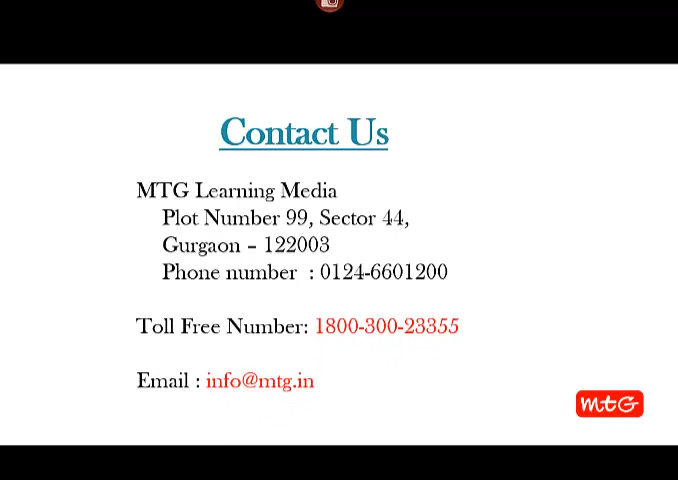 Contact Us
MTG Learning Media
Plot Number 99, Sector 44,
Gurgaon – 122003
Phone number : 0124-6601200
Toll Free Number: 1800-300-23355
Email : info@mtg.in
mtG